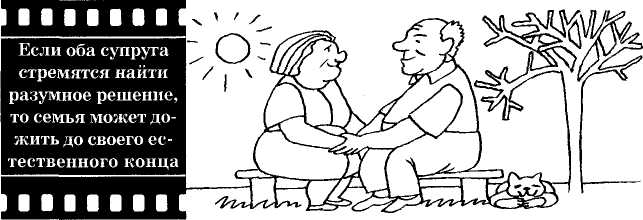 Если оба супруга
стремятся найти
разумное решение,
то семья может до-
жить до своего ес-
тественного конца